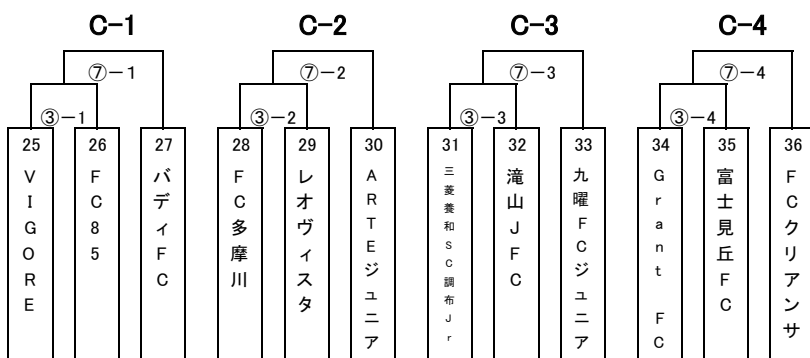 C-1
C-2
C-3
C-4
⑦-1
⑦-2
⑦-3
⑦-4
③-1
③-2
③-3
③-4
25
26
27
28
29
30
31
32
33
34
35
36
VIGORE
FC85
バディFC
FC多摩川
レオヴィスタ
ARTEジュニア
三菱養和SC調布Jr
滝山JFC
九曜FCジュニア
Grant FC
富士見丘FC
FCクリアンサ